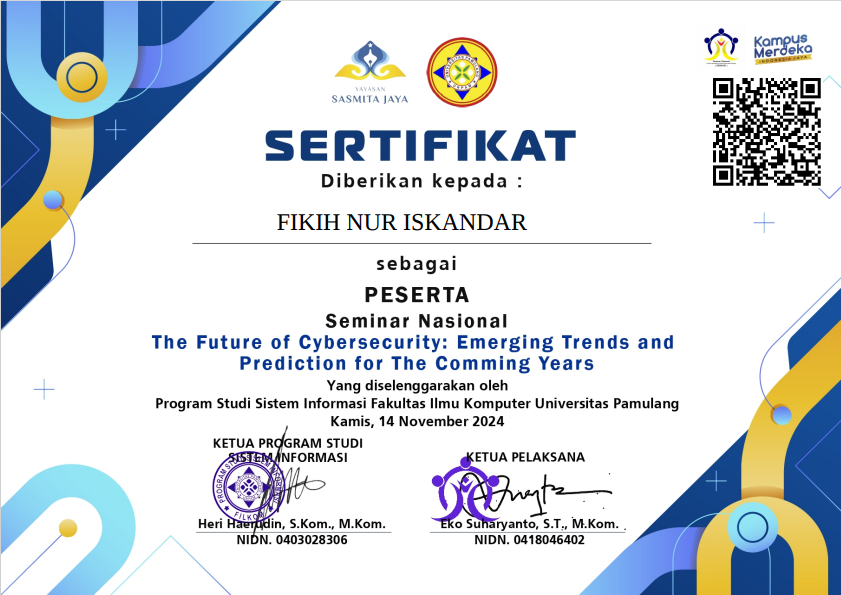 YAYASAN
SASMITA JAYA
Kampus
Merdeka
INDONESIA JAYA
SERTIFIKAT
Diberikan kepada :
FIKIH NUR ISKANDAR
sebagai
PESERTA
Seminar Nasional
The Future of Cybersecurity: Emerging Trends and
Prediction for The Comming Years
Yang diselenggarakan oleh
Program Studi Sistem Informasi Fakultas Ilmu Komputer Universitas Pamulang
Kamis, 14 November 2024
KETUA PROGRAM STUDI
SISTEM INFORMASI
PROGRAM STUDI
FILKOM
Heri Haerudin, S.Kom., M.Kom.
NIDN. 0403028306
KETUA PELAKSANA
Eko Suharyanto, S.T., M.Kom.
NIDN. 0418046402